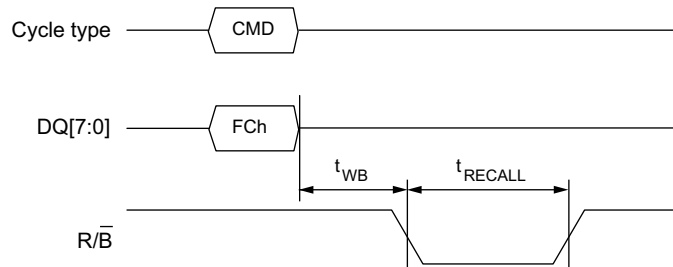 Cycle type
CMD
DQ[7:0]
FCh
tWB
tRECALL
R/B̅